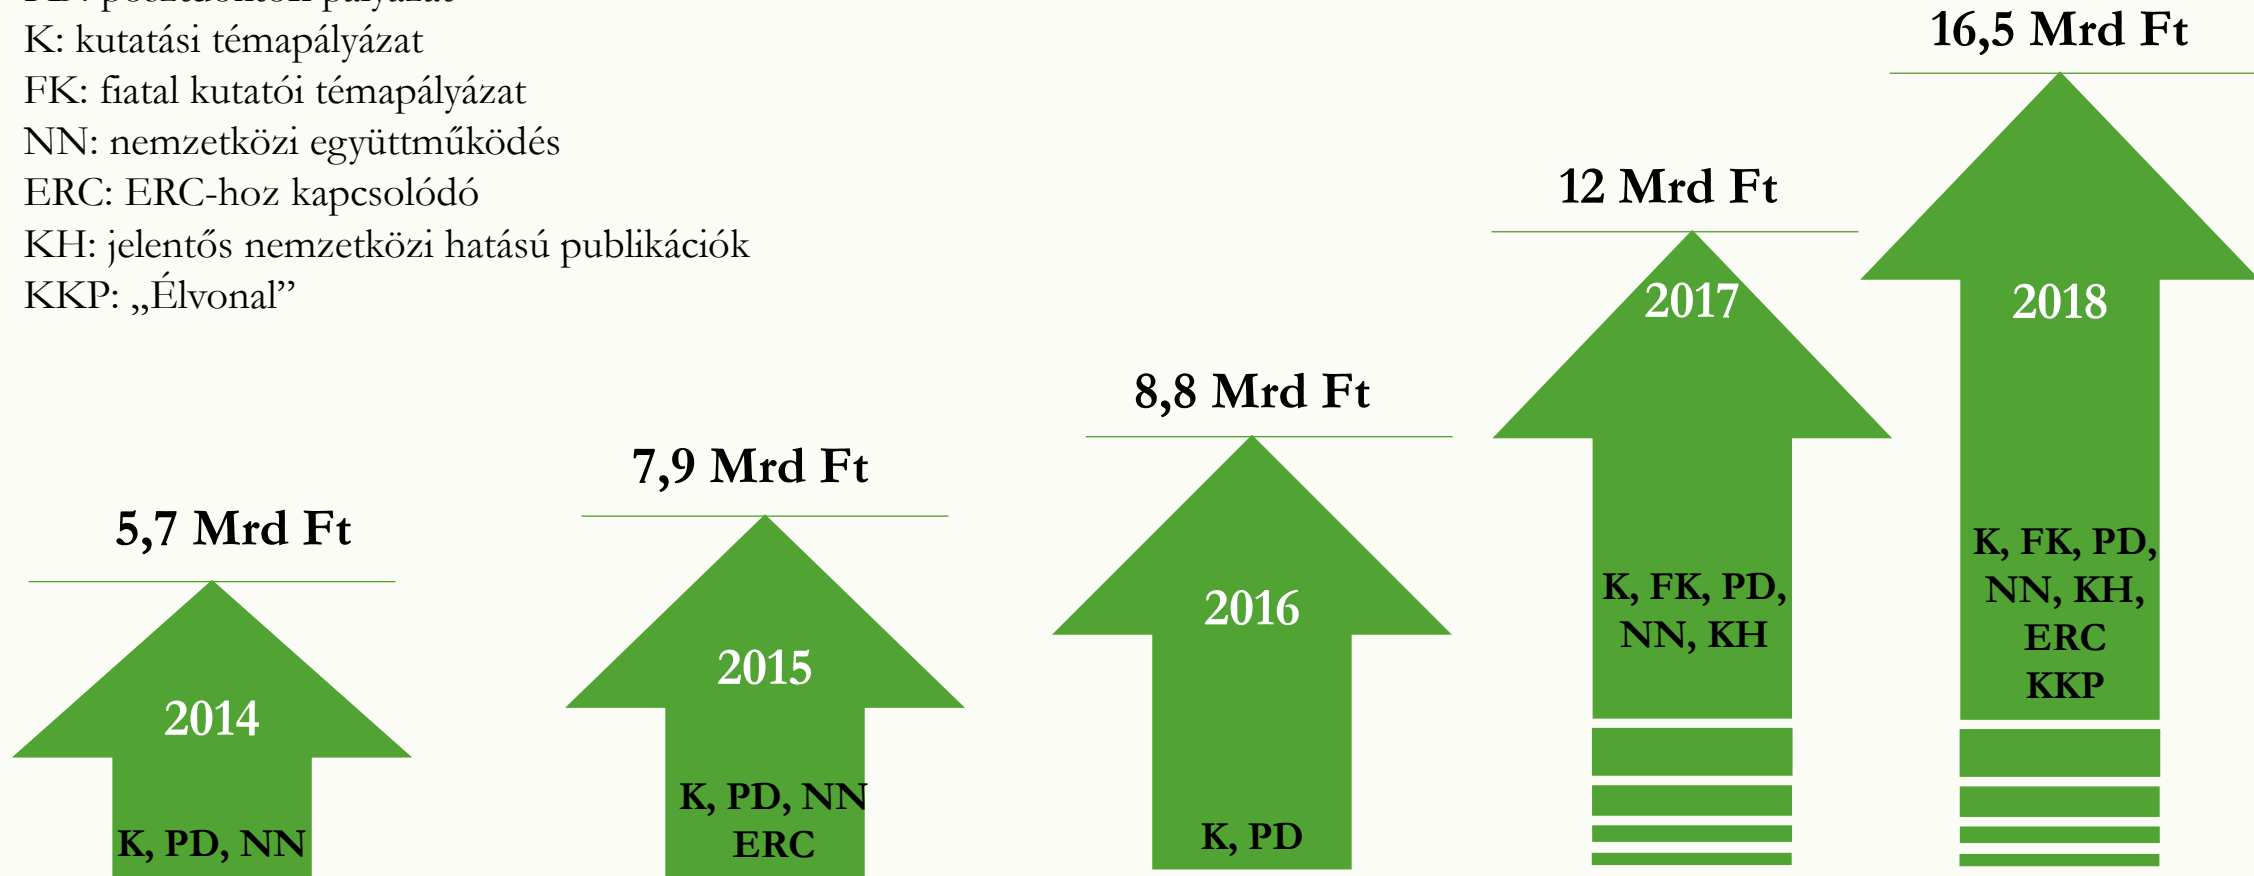 K: kutatási témapályázat
FK: fiatal kutatói témapályázat
NN: nemzetközi együttműködés
ERC: ERC-hoz kapcsolódó
KH: jelentős nemzetközi hatású publikációk
KKP: „Élvonal”
16,5 Mrd Ft
12 Mrd Ft
8,8 Mrd Ft
7,9 Mrd Ft
5,7 Mrd Ft
2014
K, PD, NN
2015
K, PD, NN
ERC
2016
K, PD
2017
K, FK, PD,
NN, KH
2018
K, FK, PD,
NN, KH,
ERC
KKP